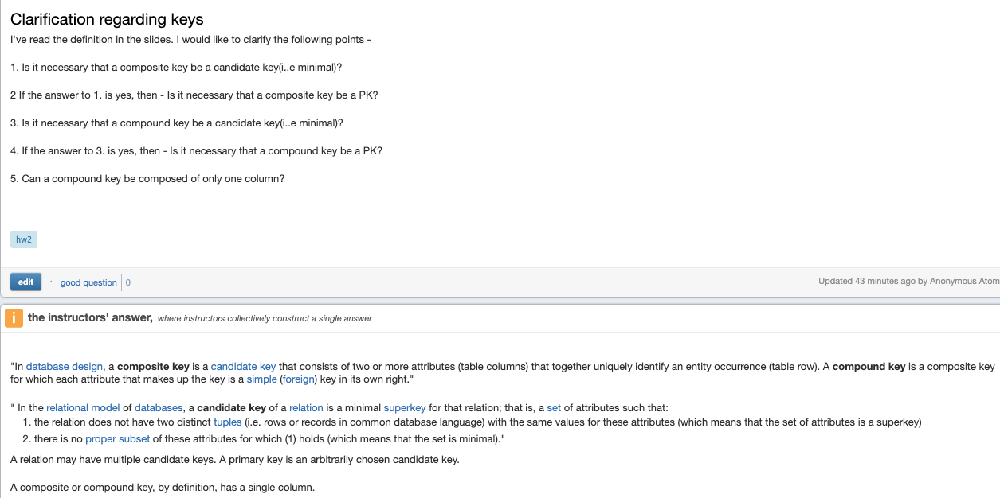 Clarification regarding keys
I've read the definition in the slides. I would like to clarify the following points -
1. Is it necessary that a composite key be a candidate key(i..e minimal)?
2 If the answer to 1. is yes, then - Is it necessary that a composite key be a PK?
3. Is it necessary that a compound key be a candidate key(i..e minimal)?
4. If the answer to 3. is yes, then - Is it necessary that a compound key be a PK?
5. Can a compound key be composed of only one column?
hw2
edit · good question 0 Updated 43 minutes ago by Anonymous Atom
i the instructors' answer, where instructors collectively construct a single answer
"In database design, a composite key is a candidate key that consists of two or more attributes (table columns) that together uniquely identify an entity occurrence (table row). A compound key is a composite key
for which each attribute that makes up the key is a simple (foreign) key in its own right."
" In the relational model of databases, a candidate key of a relation is a minimal superkey for that relation; that is, a set of attributes such that:
1. the relation does not have two distinct tuples (i.e. rows or records in common database language) with the same values for these attributes (which means that the set of attributes is a superkey)
2. there is no proper subset of these attributes for which (1) holds (which means that the set is minimal)."
A relation may have multiple candidate keys. A primary key is an arbitrarily chosen candidate key.
A composite or compound key, by definition, has a single column.